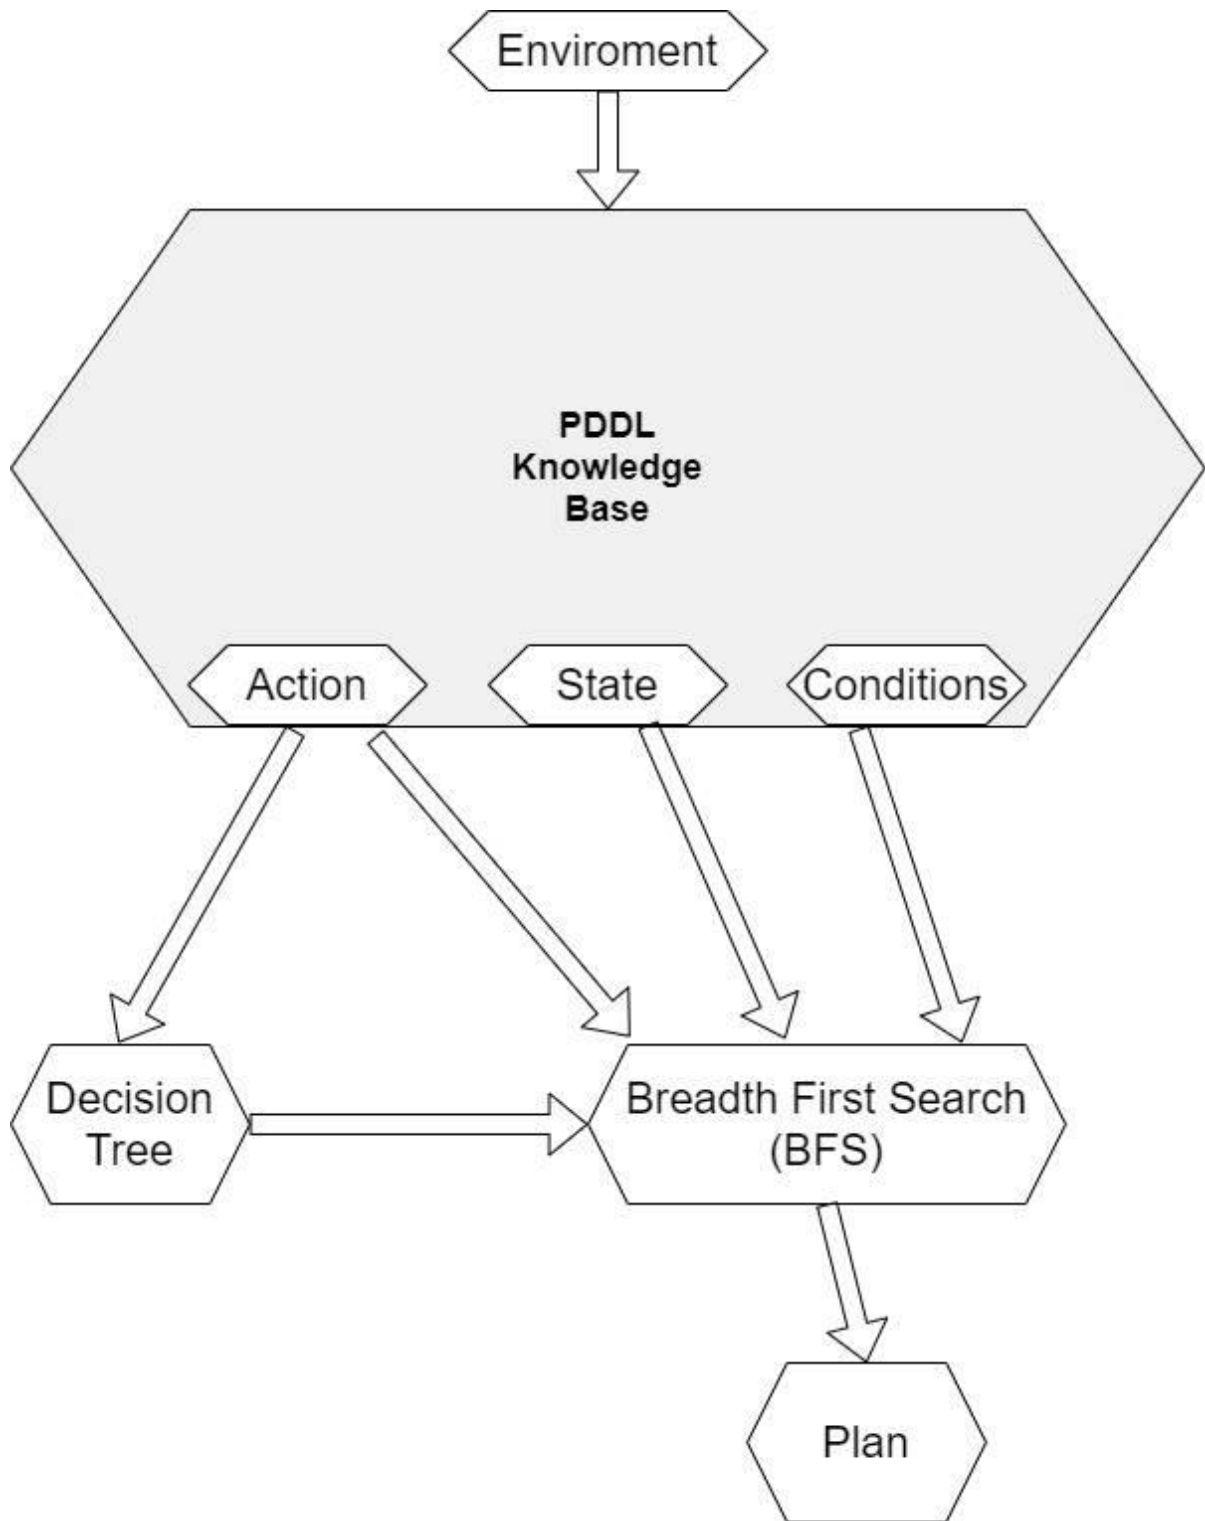 Enviroment
PDDL
Knowledge
Base
Action
State
Conditions
Decision
Tree
Breadth First Search
(BFS)
Plan